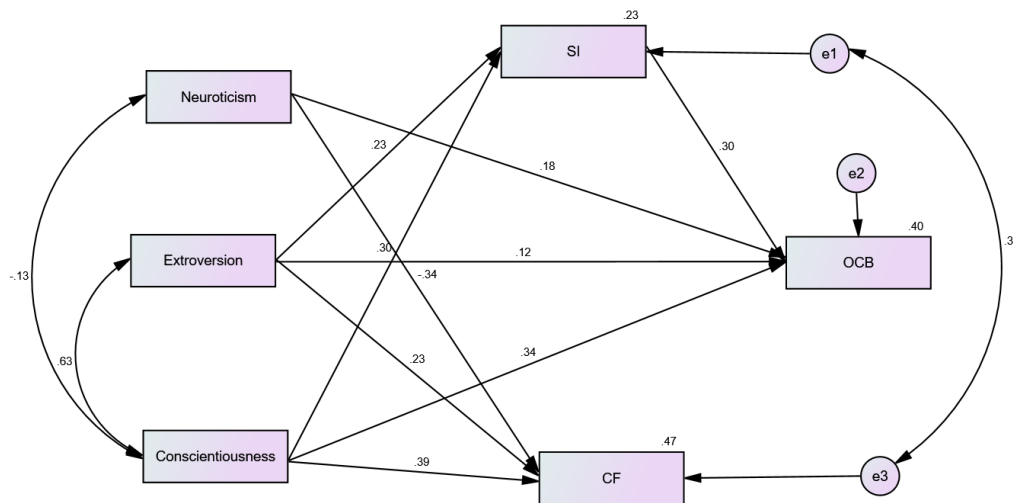 .23
SI
e1
Neuroticism
.23
.18
.30
e2
.40
Extroversion
.30
.12
OCB
.3
-.13
-.34
.63
.23
.34
.47
Conscientiousness
.39
CF
e3